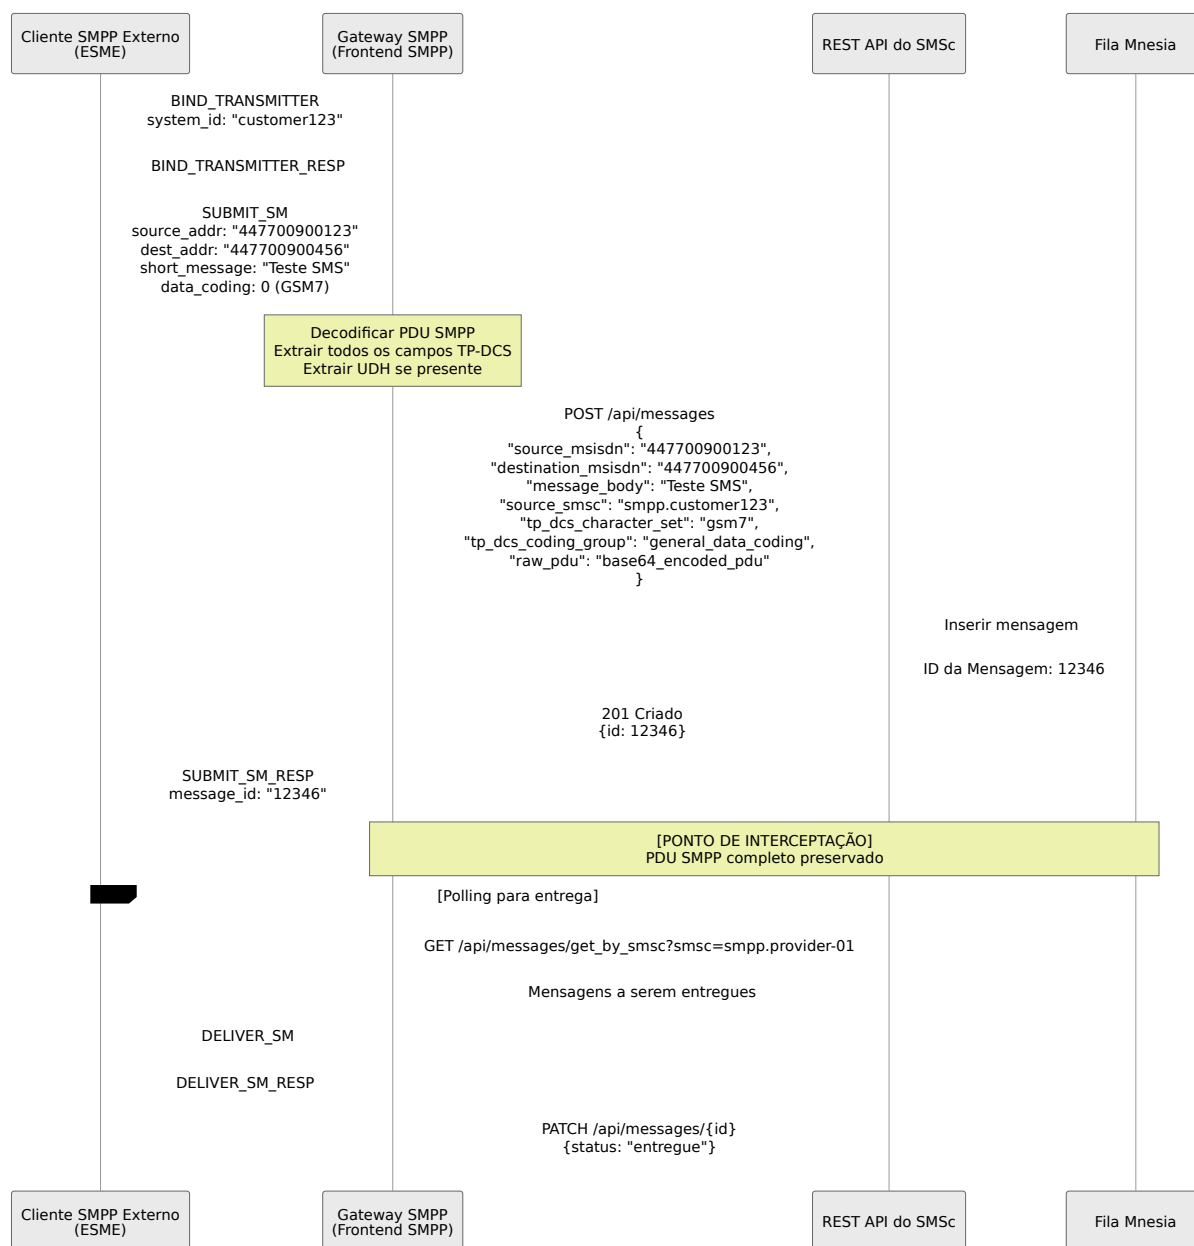 Cliente SMPP Externo
(ESME)
Gateway SMPP
(Frontend SMPP)
REST API do SMSc
Fila Mnesia
BIND_TRANSMITTER
system_id: "customer123"
BIND_TRANSMITTER_RESP
SUBMIT_SM
source_addr: "447700900123"
dest_addr: "447700900456"
short_message: "Teste SMS"
data_coding: 0 (GSM7)
Decodificar PDU SMPP
Extrair todos os campos TP-DCS
Extrair UDH se presente
POST /api/messages
{
"source_msisdn": "447700900123",
"destination_msisdn": "447700900456",
"message_body": "Teste SMS",
"source_smsc": "smpp.customer123",
"tp_dcs_character_set": "gsm7",
"tp_dcs_coding_group": "general_data_coding",
"raw_pdu": "base64_encoded_pdu"
}
Inserir mensagem
ID da Mensagem: 12346
201 Criado
{id: 12346}
SUBMIT_SM_RESP
message_id: "12346"
[PONTO DE INTERCEPTAÇÃO]
PDU SMPP completo preservado
[Polling para entrega]
GET /api/messages/get_by_smsc?smsc=smpp.provider-01
Mensagens a serem entregues
DELIVER_SM
DELIVER_SM_RESP
PATCH /api/messages/{id}
{status: "entregue"}
Cliente SMPP Externo
(ESME)
Gateway SMPP
(Frontend SMPP)
REST API do SMSc
Fila Mnesia